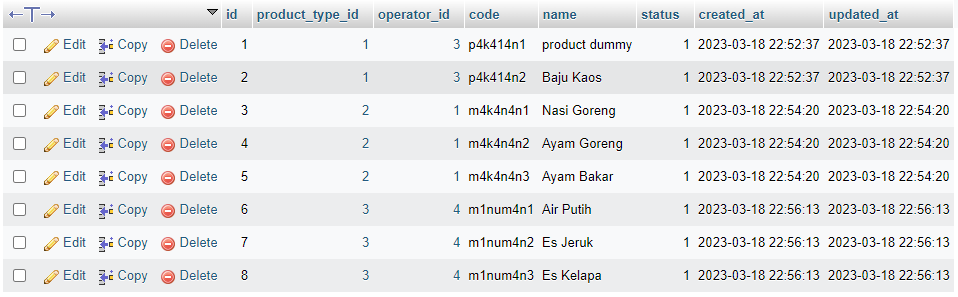 id product_type_id operator_id code name status created_at updated_at
Edit Copy Delete 1 1 3 p4k414n1 product dummy 1 2023-03-18 22:52:37 2023-03-18 22:52:37
Edit Copy Delete 2 1 3 p4k414n2 Baju Kaos 1 2023-03-18 22:52:37 2023-03-18 22:52:37
Edit Copy Delete 3 2 1 m4k4n4n1 Nasi Goreng 1 2023-03-18 22:54:20 2023-03-18 22:54:20
Edit Copy Delete 4 2 1 m4k4n4n2 Ayam Goreng 1 2023-03-18 22:54:20 2023-03-18 22:54:20
Edit Copy Delete 5 2 1 m4k4n4n3 Ayam Bakar 1 2023-03-18 22:54:20 2023-03-18 22:54:20
Edit Copy Delete 6 3 4 m1num4n1 Air Putih 1 2023-03-18 22:56:13 2023-03-18 22:56:13
Edit Copy Delete 7 3 4 m1num4n2 Es Jeruk 1 2023-03-18 22:56:13 2023-03-18 22:56:13
Edit Copy Delete 8 3 4 m1num4n3 Es Kelapa 1 2023-03-18 22:56:13 2023-03-18 22:56:13